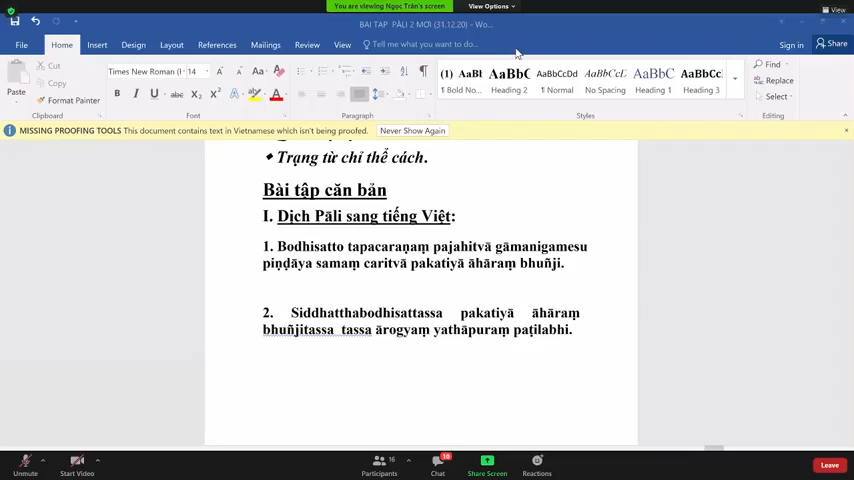 You are viewing Ngọc Trân's screen
View Options
View
BAI TAP PĀLI 2 MƠI (31.12.20) - Wo...
File Home Insert Design Layout References Mailings Review View Tell me what you want to do... Sign in Share
Paste
Cut
Copy
Format Painter
Clipboard
Times New Roman (I 14
Font
Paragraph
(1) AaBl AaBbC AaBbCcDd AaBbCcL AaBbC AaBbCc
¶ Bold No... Heading 2 ¶ Normal No Spacing Heading 1 Heading 3
Styles
Find
Replace
Select
Editing
MISSING PROOFING TOOLS This document contains text in Vietnamese which isn't being proofed. Never Show Again
Trạng từ chỉ thể cách.
Bài tập căn bản
I. Dịch Pāli sang tiếng Việt:
1. Bodhisatto tapacaraṇaṃ pajahitvā gāmanigamesu
piṇḍāya samaṃ caritvā pakatiyā āhāraṃ bhuñji.
2. Siddhatthabodhisattassa pakatiyā āhāraṃ
bhuñjitassa tassa ārogyaṃ yathāpuraṃ paṭilabhi.
Unmute Start Video 16 Participants 18 Chat Share Screen Reactions Leave